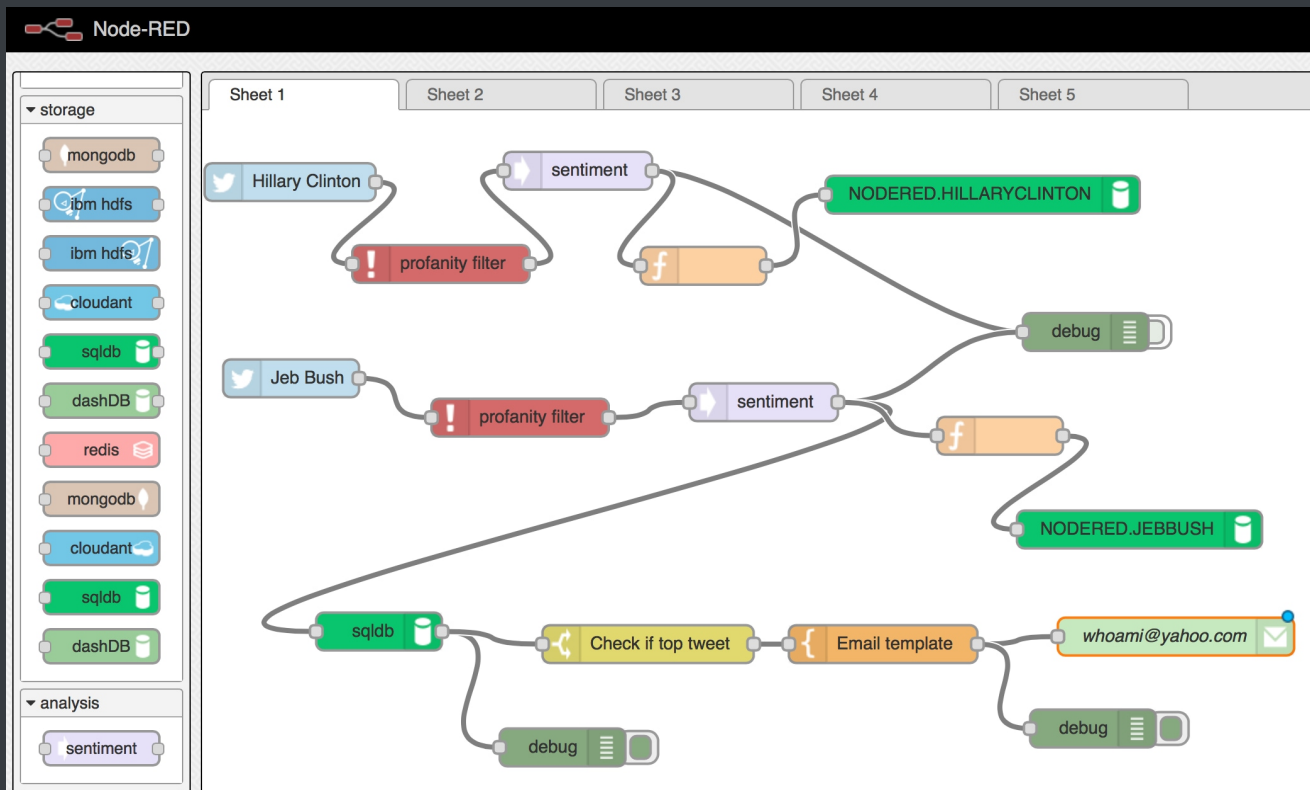 Node-RED
Sheet 1
Sheet 2
Sheet 3
Sheet 4
Sheet 5
storage
mongodb
ibm hdfs
ibm hdfs
cloudant
sqldb
dashDB
redis
mongodb
cloudant
sqldb
dashDB
analysis
sentiment
Hillary Clinton
sentiment
NODERED.HILLARYCLINTON
profanity filter
f
debug
Jeb Bush
sentiment
profanity filter
f
NODERED.JEBBUSH
sqldb
Check if top tweet
Email template
whoami@yahoo.com
debug
debug